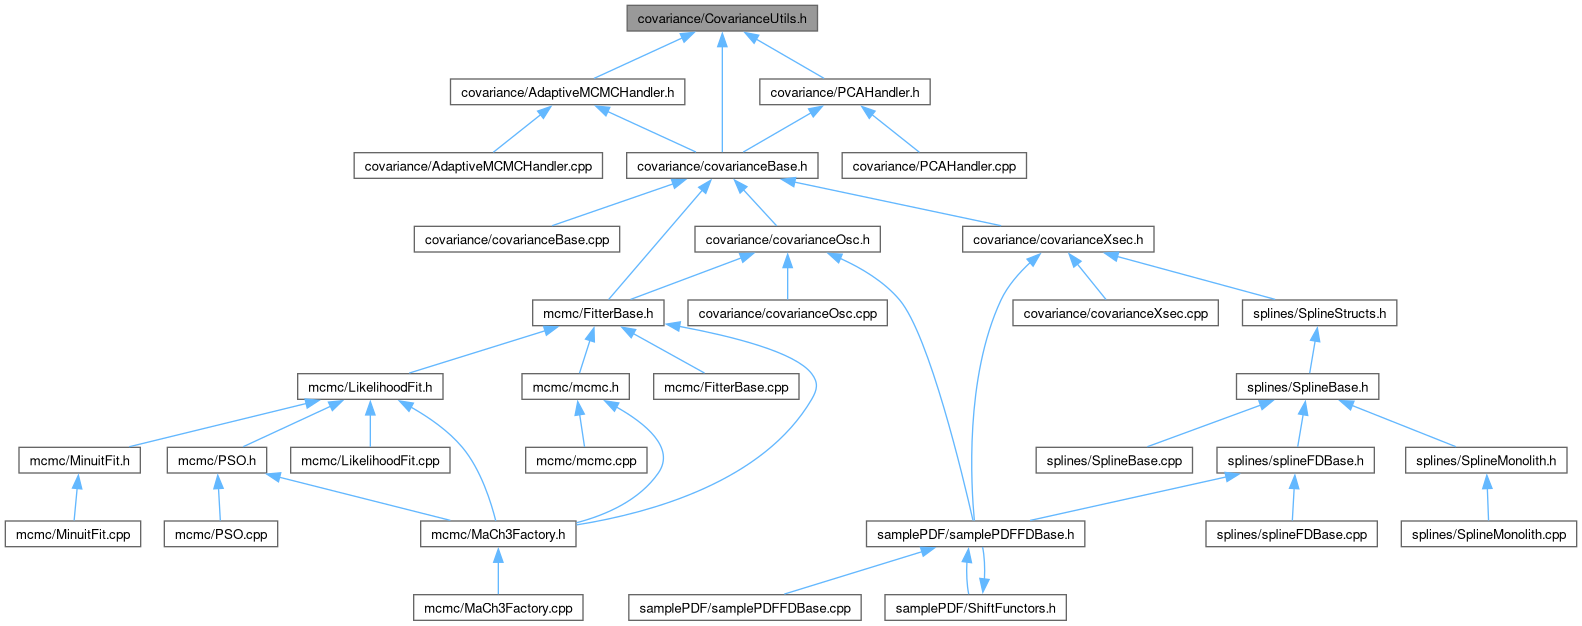 covariance/CovarianceUtils.h
covariance/AdaptiveMCMCHandler.h
covariance/PCAHandler.h
covariance/AdaptiveMCMCHandler.cpp
covariance/covarianceBase.h
covariance/PCAHandler.cpp
covariance/covarianceBase.cpp
covariance/covarianceOsc.h
covariance/covarianceXsec.h
mcmc/FitterBase.h
covariance/covarianceOsc.cpp
covariance/covarianceXsec.cpp
splines/SplineStructs.h
mcmc/LikelihoodFit.h
mcmc/mcmc.h
mcmc/FitterBase.cpp
splines/SplineBase.h
mcmc/MinuitFit.h
mcmc/PSO.h
mcmc/LikelihoodFit.cpp
mcmc/mcmc.cpp
splines/SplineBase.cpp
splines/splineFDBase.h
splines/SplineMonolith.h
mcmc/MinuitFit.cpp
mcmc/PSO.cpp
mcmc/MaCh3Factory.h
samplePDF/samplePDFFDBase.h
splines/splineFDBase.cpp
splines/SplineMonolith.cpp
mcmc/MaCh3Factory.cpp
samplePDF/samplePDFFDBase.cpp
samplePDF/ShiftFunctors.h